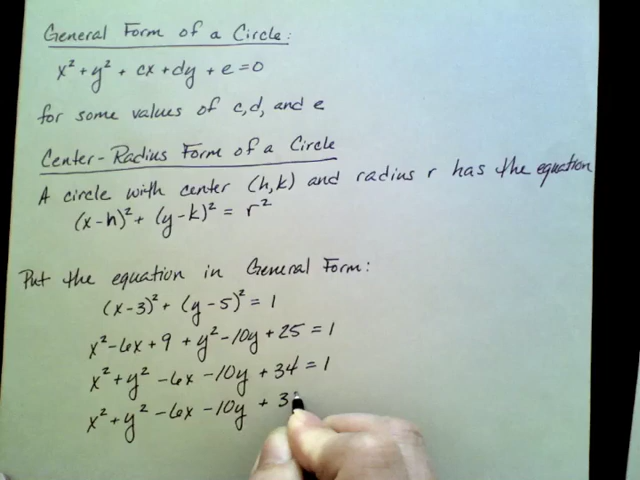 General Form of a Circle:
x² + y² + cx + dy + e = 0
for some values of c, d, and e
Center-Radius Form of a Circle
A circle with center (h, k) and radius r has the equation
(x-h)² + (y-k)² = r²
Put the equation in General Form:
(x-3)² + (y-5)² = 1
x² - 6x + 9 + y² - 10y + 25 = 1
x² + y² - 6x - 10y + 34 = 1
x² + y² - 6x - 10y + 3